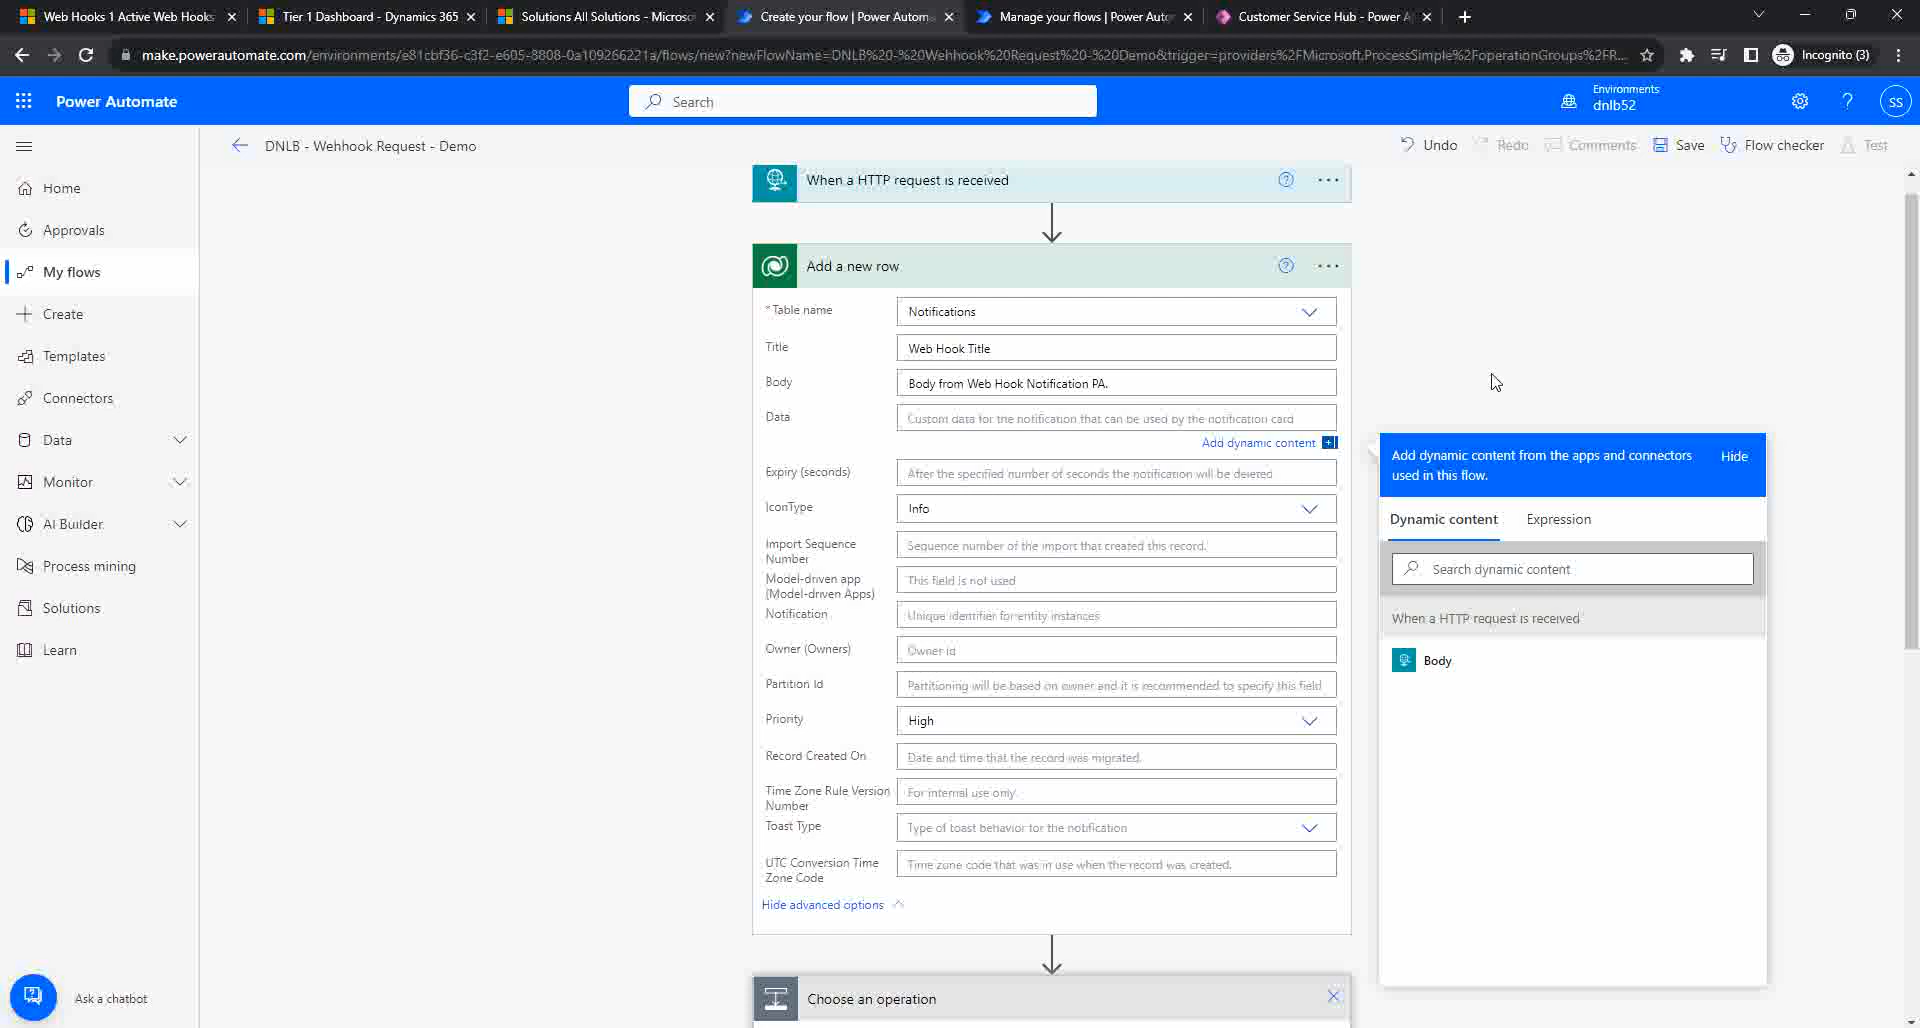 Web Hooks 1 Active Web Hooks
Tier 1 Dashboard - Dynamics 365
Solutions All Solutions - Microso
Create your flow | Power Autom
Manage your flows | Power Auto
Customer Service Hub - Power A
make.powerautomate.com/environments/e81cbf36-c3f2-e605-8808-0a109266221a/flows/new?newFlowName=DNLB%20-%20Wehhook%20Request%20-%20Demo&trigger=providers%2FMicrosoft.ProcessSimple%2FoperationGroups%2FR...
Incognito (3)
Power Automate
Search
Environments
dnlb52
SS
DNLB - Wehhook Request - Demo
Undo
Redo
Comments
Save
Flow checker
Test
Home
Approvals
My flows
Create
Templates
Connectors
Data
Monitor
AI Builder
Process mining
Solutions
Learn
Ask a chatbot
When a HTTP request is received
Add a new row
* Table name
Notifications
Title
Web Hook Title
Body
Body from Web Hook Notification PA.
Data
Custom data for the notification that can be used by the notification card
Add dynamic content
Expiry (seconds)
After the specified number of seconds the notification will be deleted
IconType
Info
Import Sequence
Number
Sequence number of the import that created this record.
Model-driven app
(Model-driven Apps)
This field is not used
Notification
Unique identifier for entity instances
Owner (Owners)
Owner id
Partition Id
Partitioning will be based on owner and it is recommended to specify this field
Priority
High
Record Created On
Date and time that the record was migrated.
Time Zone Rule Version
Number
For internal use only.
Toast Type
Type of toast behavior for the notification
UTC Conversion Time
Zone Code
Time zone code that was in use when the record was created.
Hide advanced options
Choose an operation
Add dynamic content from the apps and connectors
used in this flow.
Hide
Dynamic content
Expression
Search dynamic content
When a HTTP request is received
Body